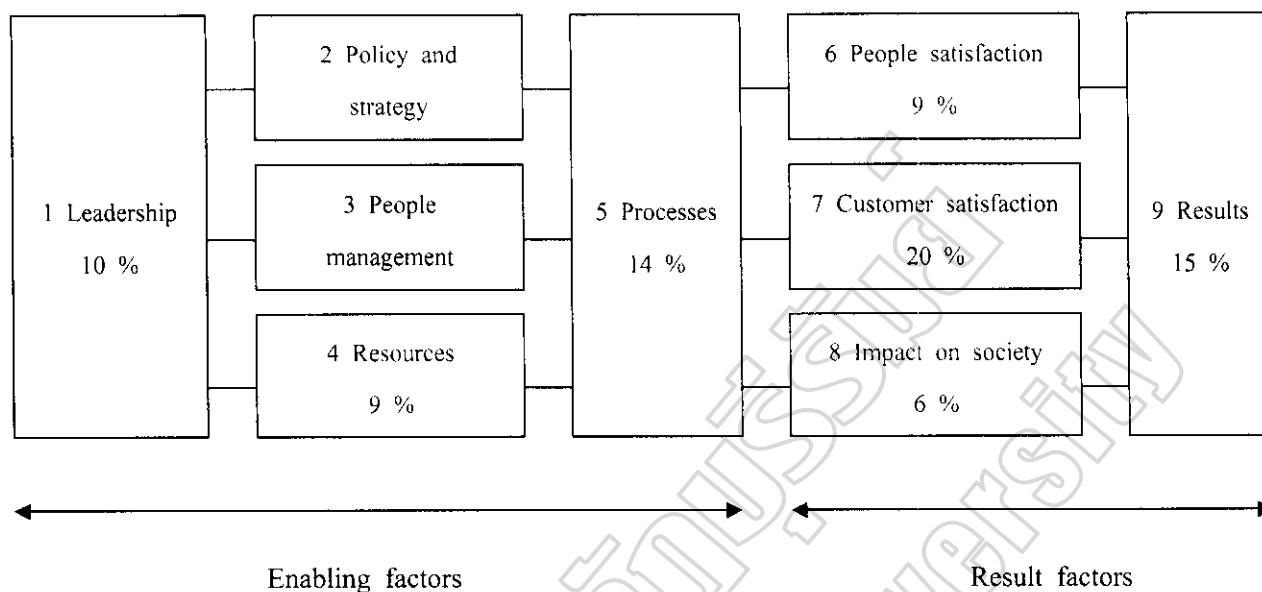 2 Policy and
strategy
6 People satisfaction
9 %
1 Leadership
10 %
3 People
management
5 Processes
14 %
7 Customer satisfaction
20 %
9 Results
15 %
4 Resources
9 %
8 Impact on society
6 %
Enabling factors
Result factors